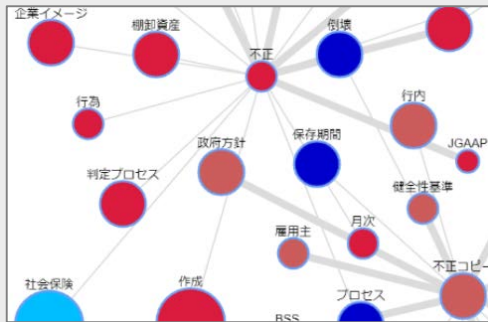 企業イメージ
棚卸資産
不正
倒壊
行為
行内
政府方針
保存期間
JGAAP
判定プロセス
健全性基準
雇用主
月次
社会保険
作成
不正コピー
BSS
プロセス